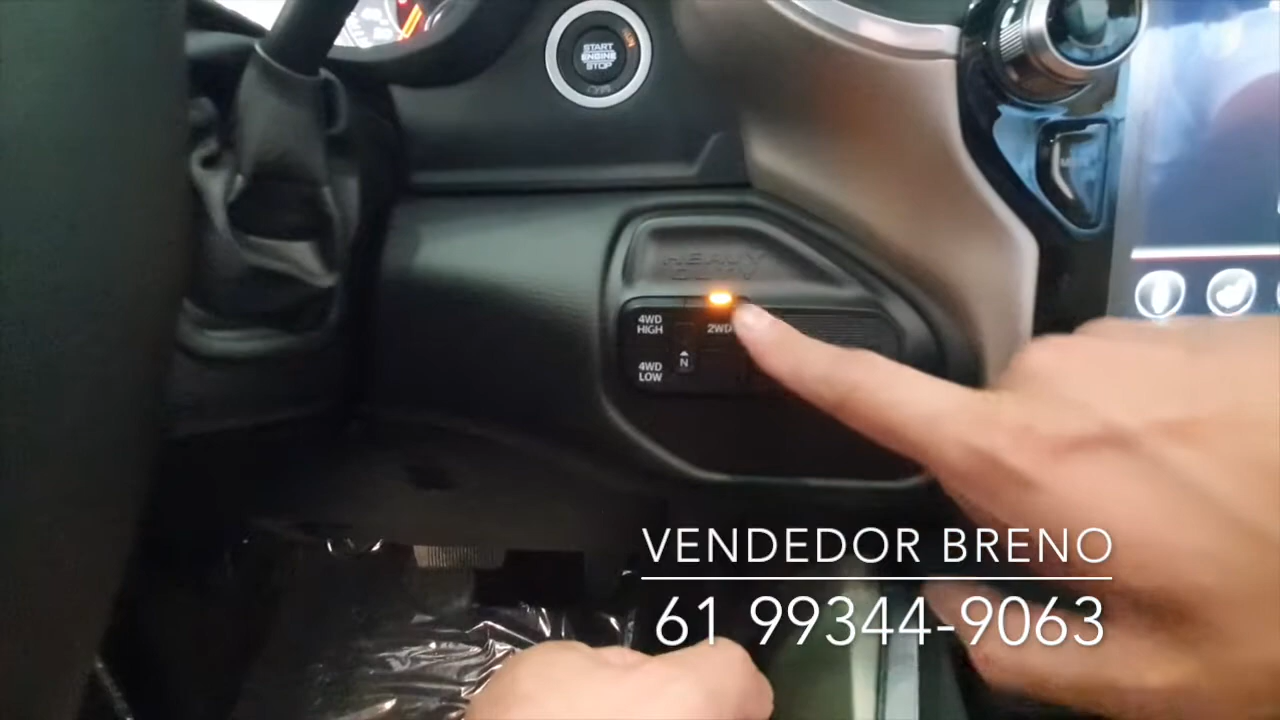 START
ENGINE
STOP
HEAVY
DUTY
4WD
HIGH
2WD
N
4WD
LOW
VENDEDOR BRENO
61 99344-9063